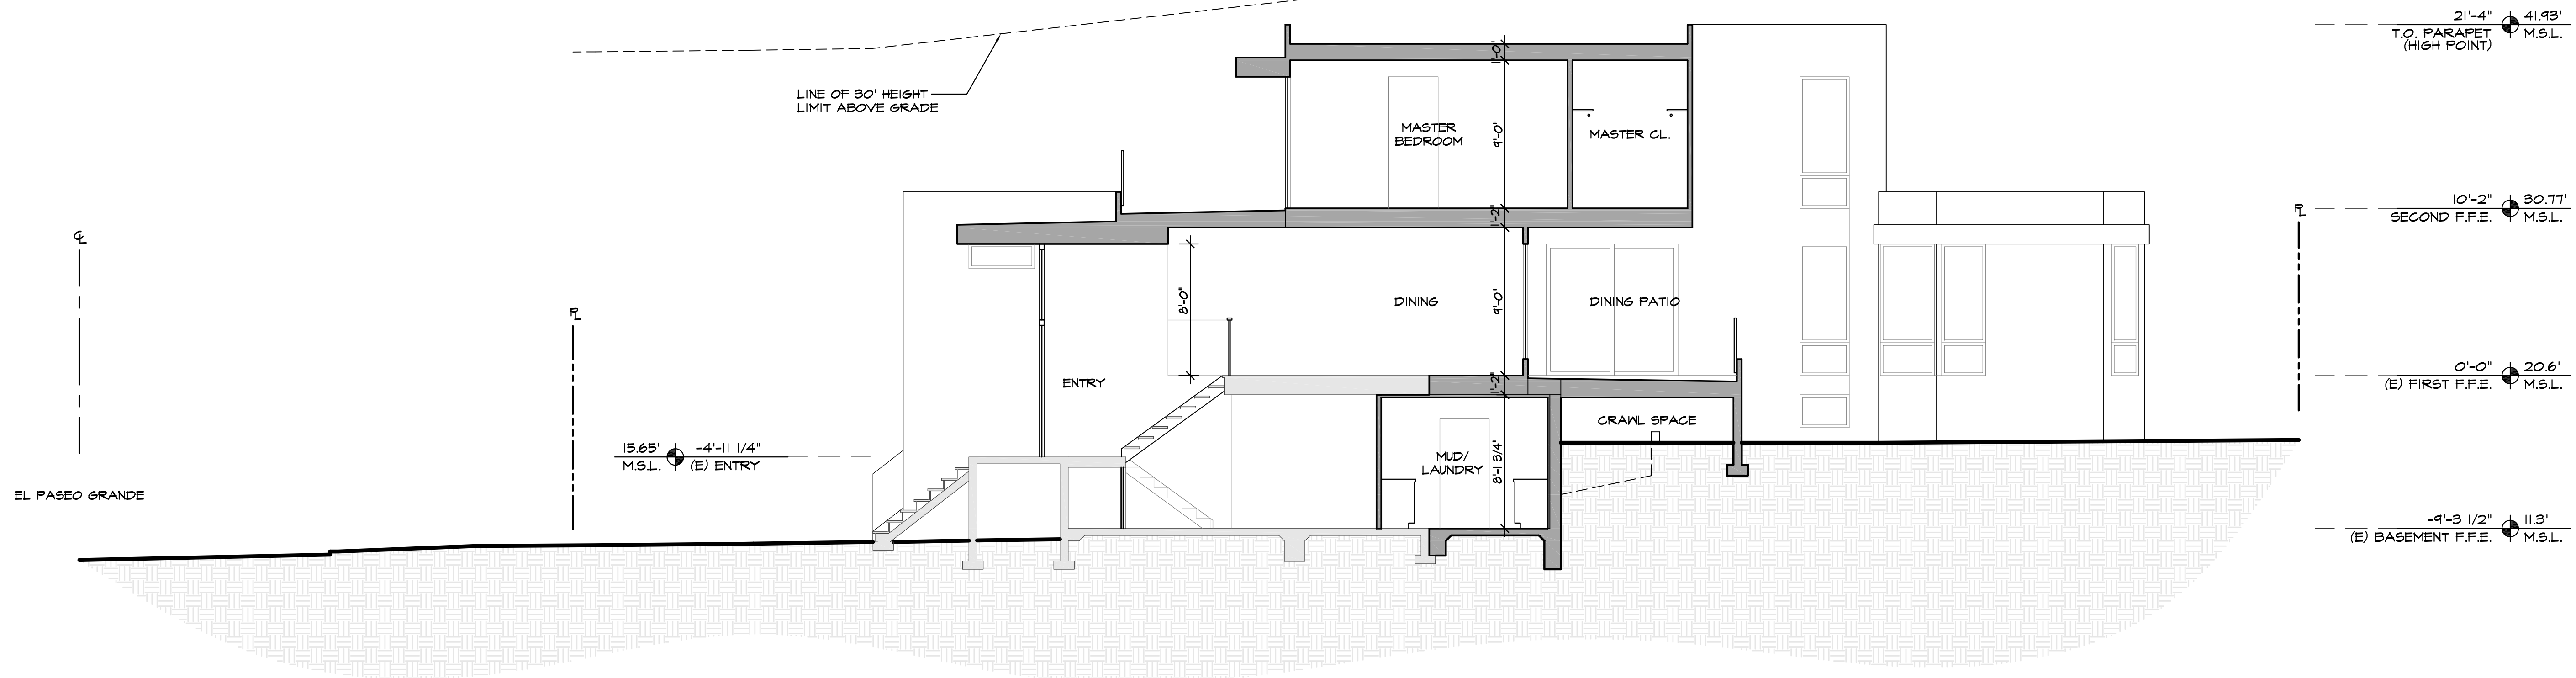 21'-4" 41.93'
T.O. PARAPET M.S.L.
(HIGH POINT)
LINE OF 30' HEIGHT
LIMIT ABOVE GRADE
1'-0"
MASTER
BEDROOM
9'-0"
MASTER CL.
10'-2" 30.77'
SECOND F.F.E. M.S.L.
1'-2"
CL
PL
PL
8'-0"
DINING
9'-0"
DINING PATIO
ENTRY
1'-2"
0'-0" 20.6'
(E) FIRST F.F.E. M.S.L.
CRAWL SPACE
15.65' -4'-11 1/4"
M.S.L. (E) ENTRY
MUD/
LAUNDRY
8'-1 3/4"
EL PASEO GRANDE
-9'-3 1/2" 11.3'
(E) BASEMENT F.F.E. M.S.L.